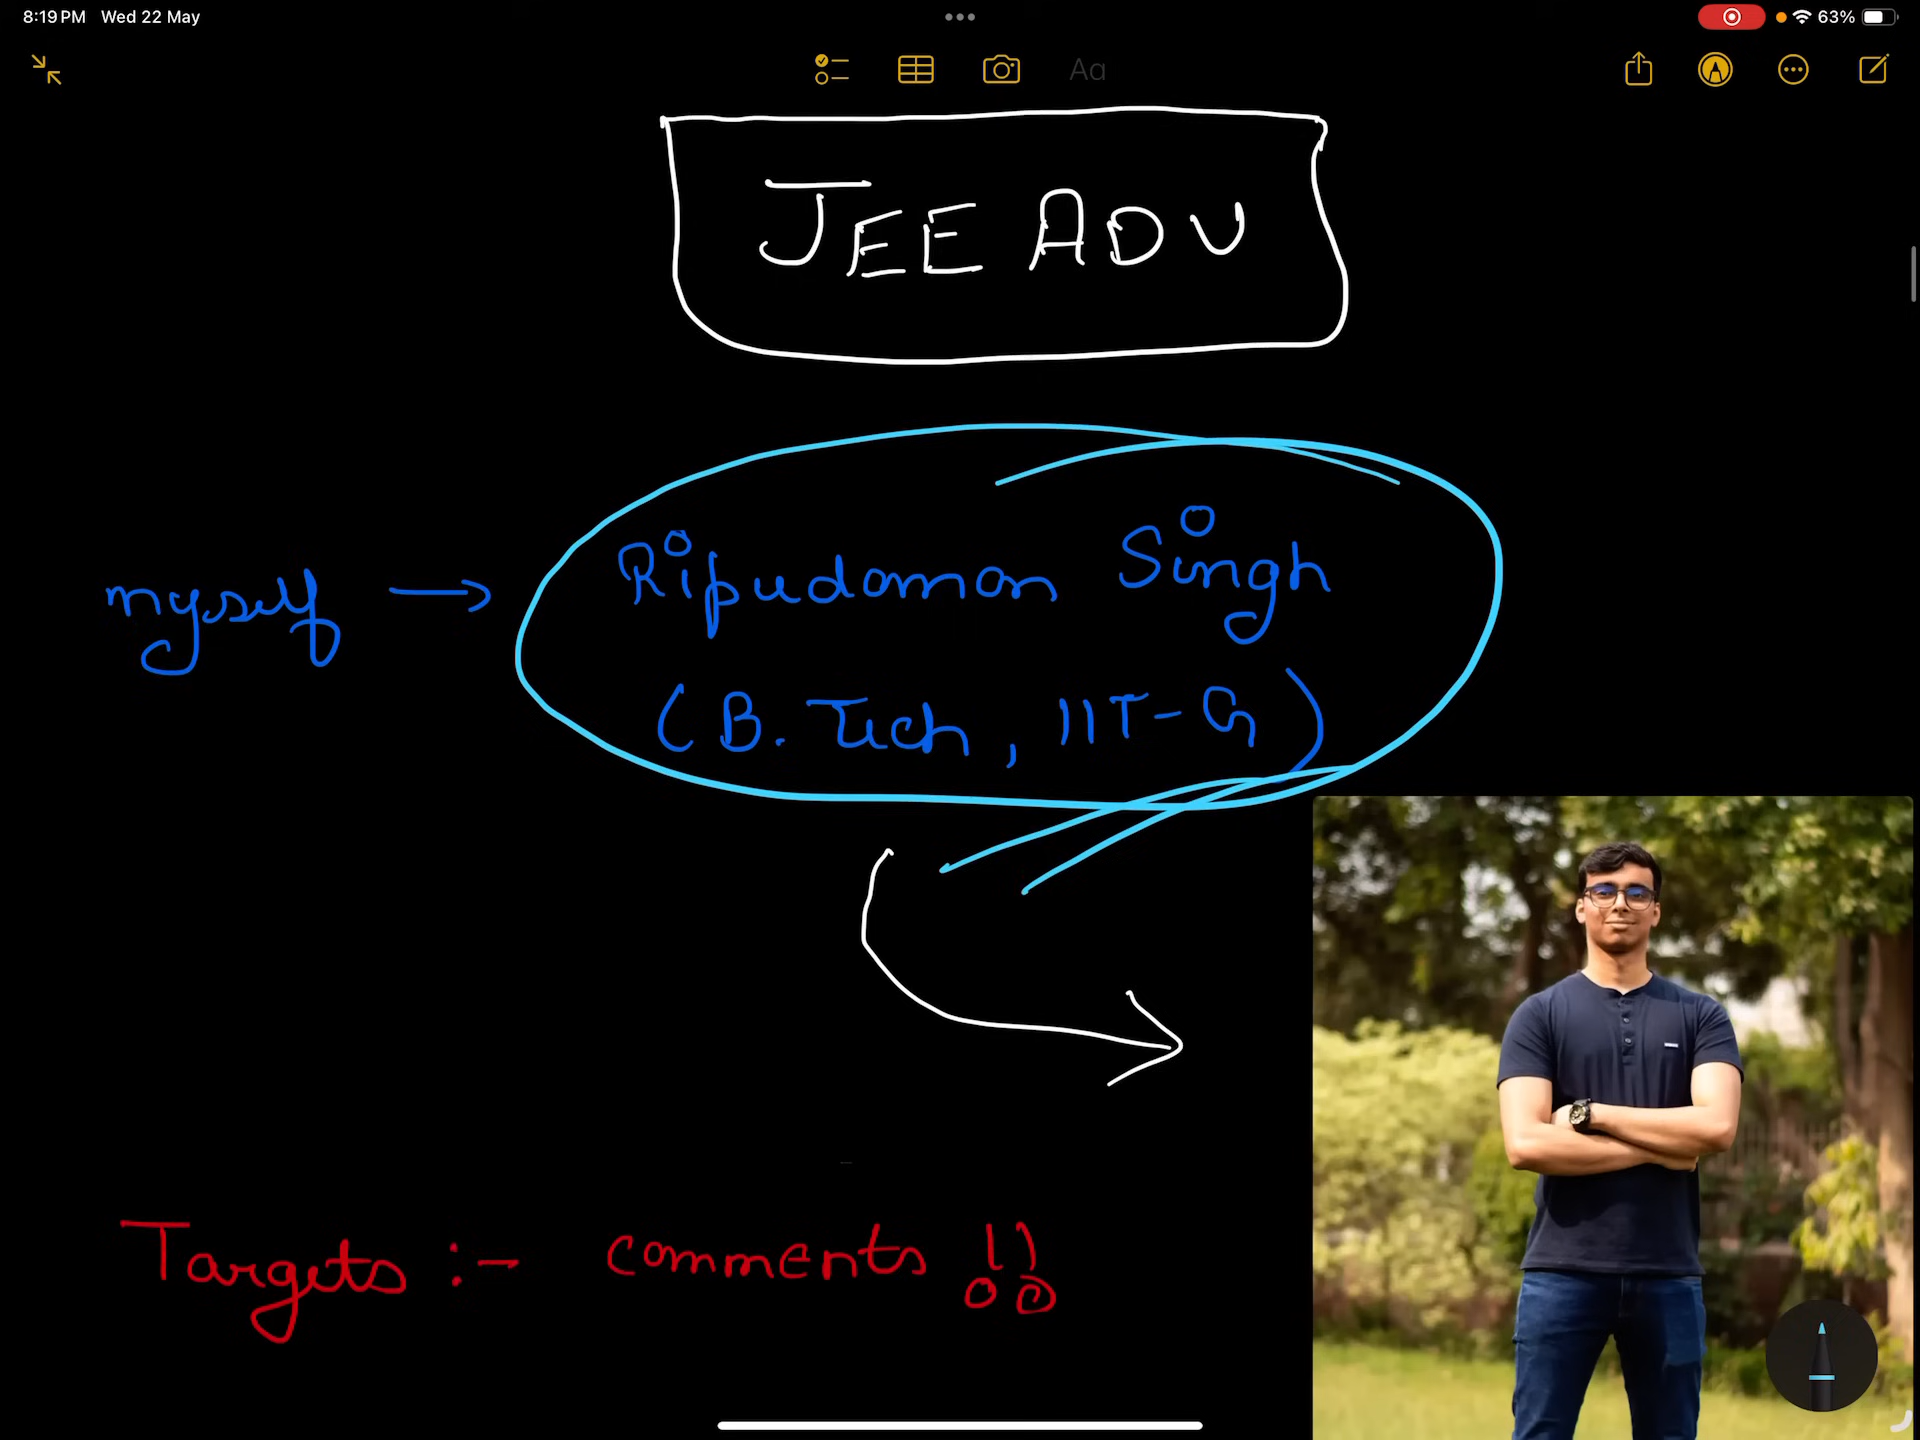 8:19 PM Wed 22 May
63%
Aa
JEE ADV
myself → Ripudaman Singh
(B. Tech, IIT-G)
Targets :- comments !!